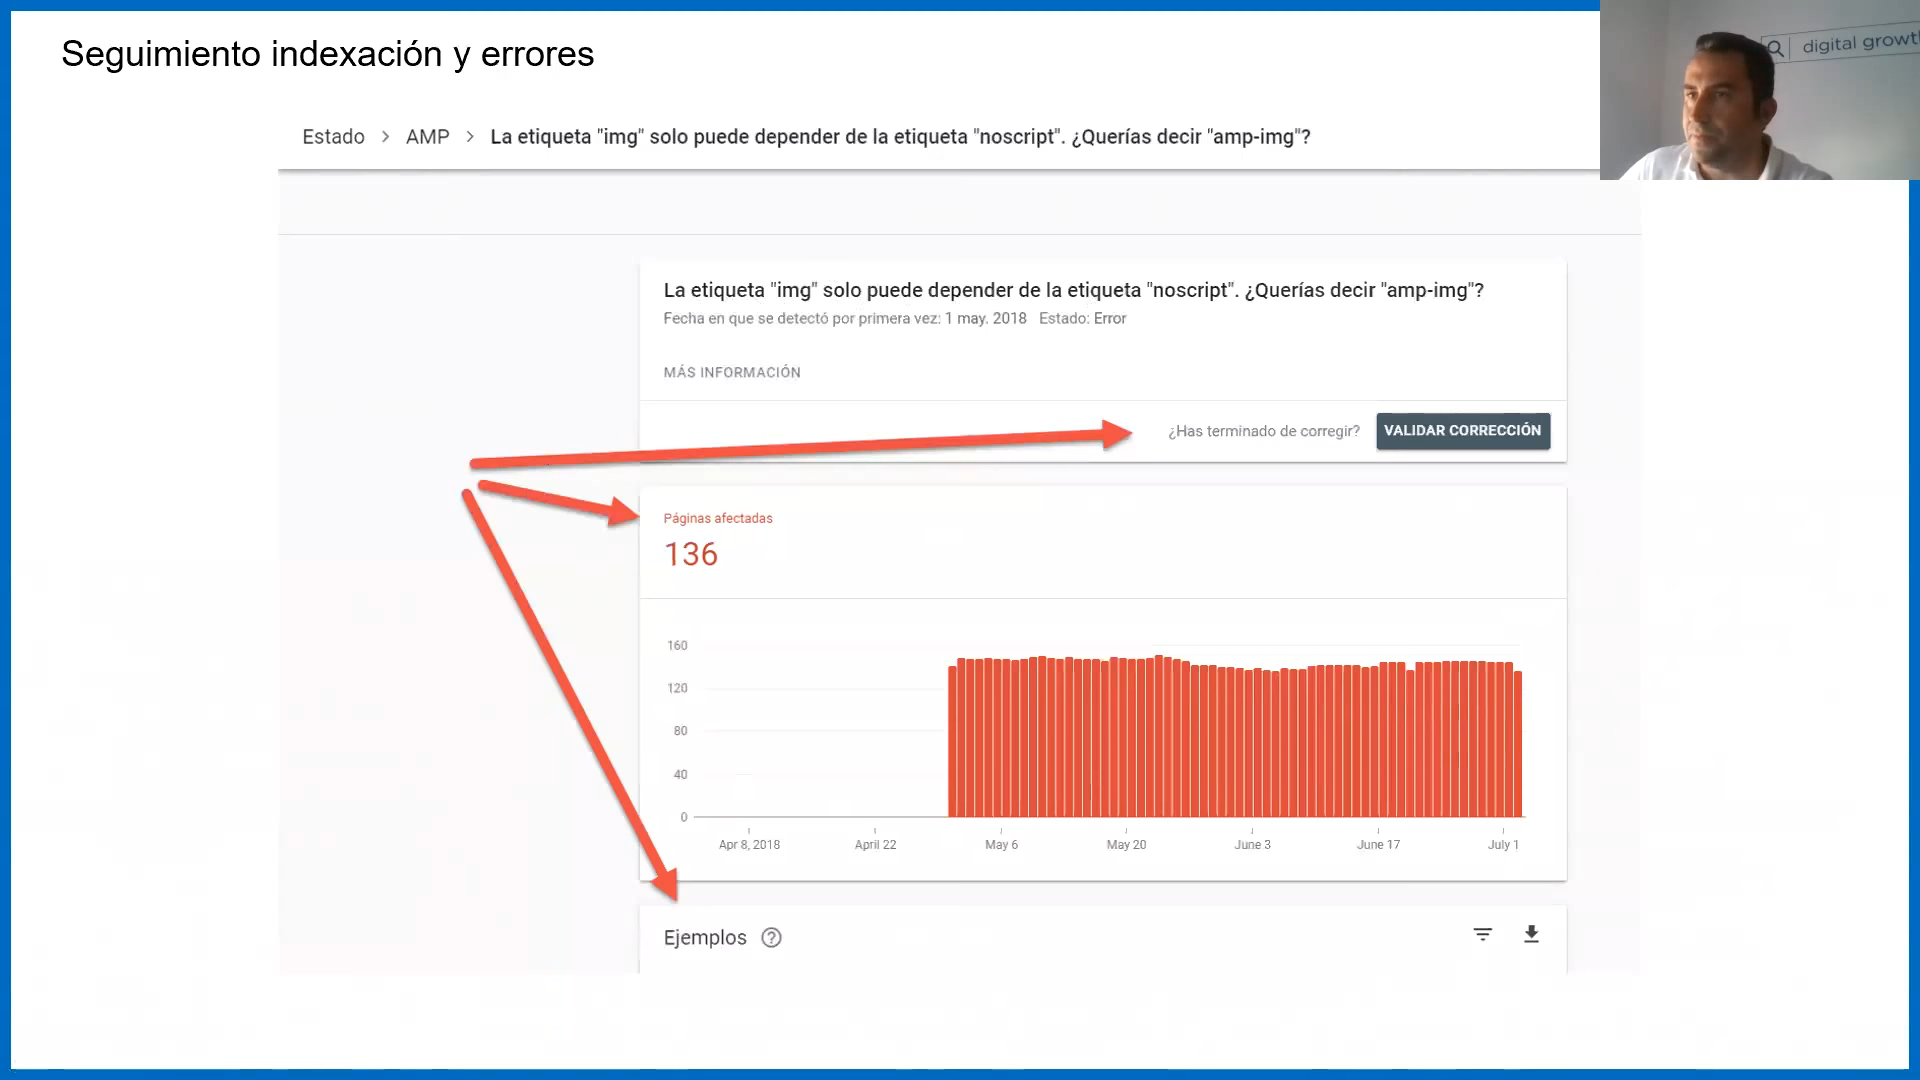 Seguimiento indexación y errores
digital growt
Estado > AMP > La etiqueta "img" solo puede depender de la etiqueta "noscript". ¿Querías decir "amp-img"?
La etiqueta "img" solo puede depender de la etiqueta "noscript". ¿Querías decir "amp-img"?
Fecha en que se detectó por primera vez: 1 may. 2018 Estado: Error
MÁS INFORMACIÓN
¿Has terminado de corregir? VALIDAR CORRECCIÓN
Páginas afectadas
136
160
120
80
40
0
Apr 8, 2018 April 22 May 6 May 20 June 3 June 17 July 1
Ejemplos ?